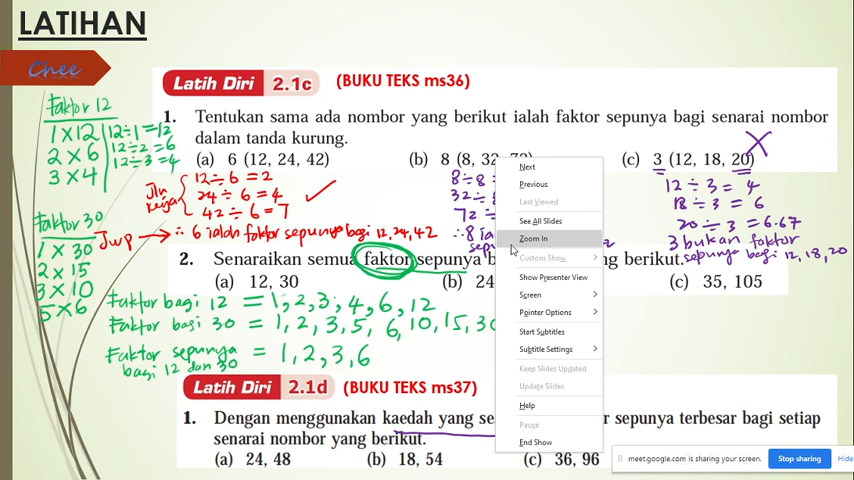 LATIHAN
Chee
Latih Diri 2.1c (BUKU TEKS ms36)
1. Tentukan sama ada nombor yang berikut ialah faktor sepunya bagi senarai nombor
dalam tanda kurung.
(a) 6 (12, 24, 42) (b) 8 (8, 32, 72) (c) 3 (12, 18, 20)
Faktor 12
1 x 12
2 x 6
3 x 4
12÷1=12
12÷2=6
12÷3=4
Jln kerja
12 ÷ 6 = 2
24 ÷ 6 = 4
42 ÷ 6 = 7
Jwp → ∴ 6 ialah faktor sepunya bagi 12, 24, 42
8 ÷ 8
32 ÷
72 ÷
∴ 8
12 ÷ 3 = 4
18 ÷ 3 = 6
20 ÷ 3 = 6.67
3 bukan faktor
sepunya bagi 12, 18, 20
Faktor 30
1 x 30
2 x 15
3 x 10
5 x 6
2. Senaraikan semua faktor sepunya b ng berikut.
(a) 12, 30 (b) 24 (c) 35, 105
Faktor bagi 12 = 1, 2, 3, 4, 6, 12
Faktor bagi 30 = 1, 2, 3, 5, 6, 10, 15, 30
Faktor sepunya = 1, 2, 3, 6
bagi 12 dan 30
Latih Diri 2.1d (BUKU TEKS ms37)
1. Dengan menggunakan kaedah yang se r sepunya terbesar bagi setiap
senarai nombor yang berikut.
(a) 24, 48 (b) 18, 54 (c) 36, 96
Next
Previous
Last Viewed
See All Slides
Zoom In
Custom Show
Show Presenter View
Screen
Pointer Options
Start Subtitles
Subtitle Settings
Keep Slides Updated
Update Slides
Help
Pause
End Show
meet.google.com is sharing your screen. Stop sharing Hide